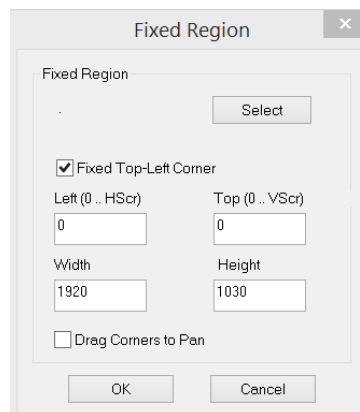 Fixed Region
Fixed Region
. Select
Fixed Top-Left Corner
Left (0 .. HScr) Top (0 .. VScr)
0 0
Width Height
1920 1030
Drag Corners to Pan
OK Cancel